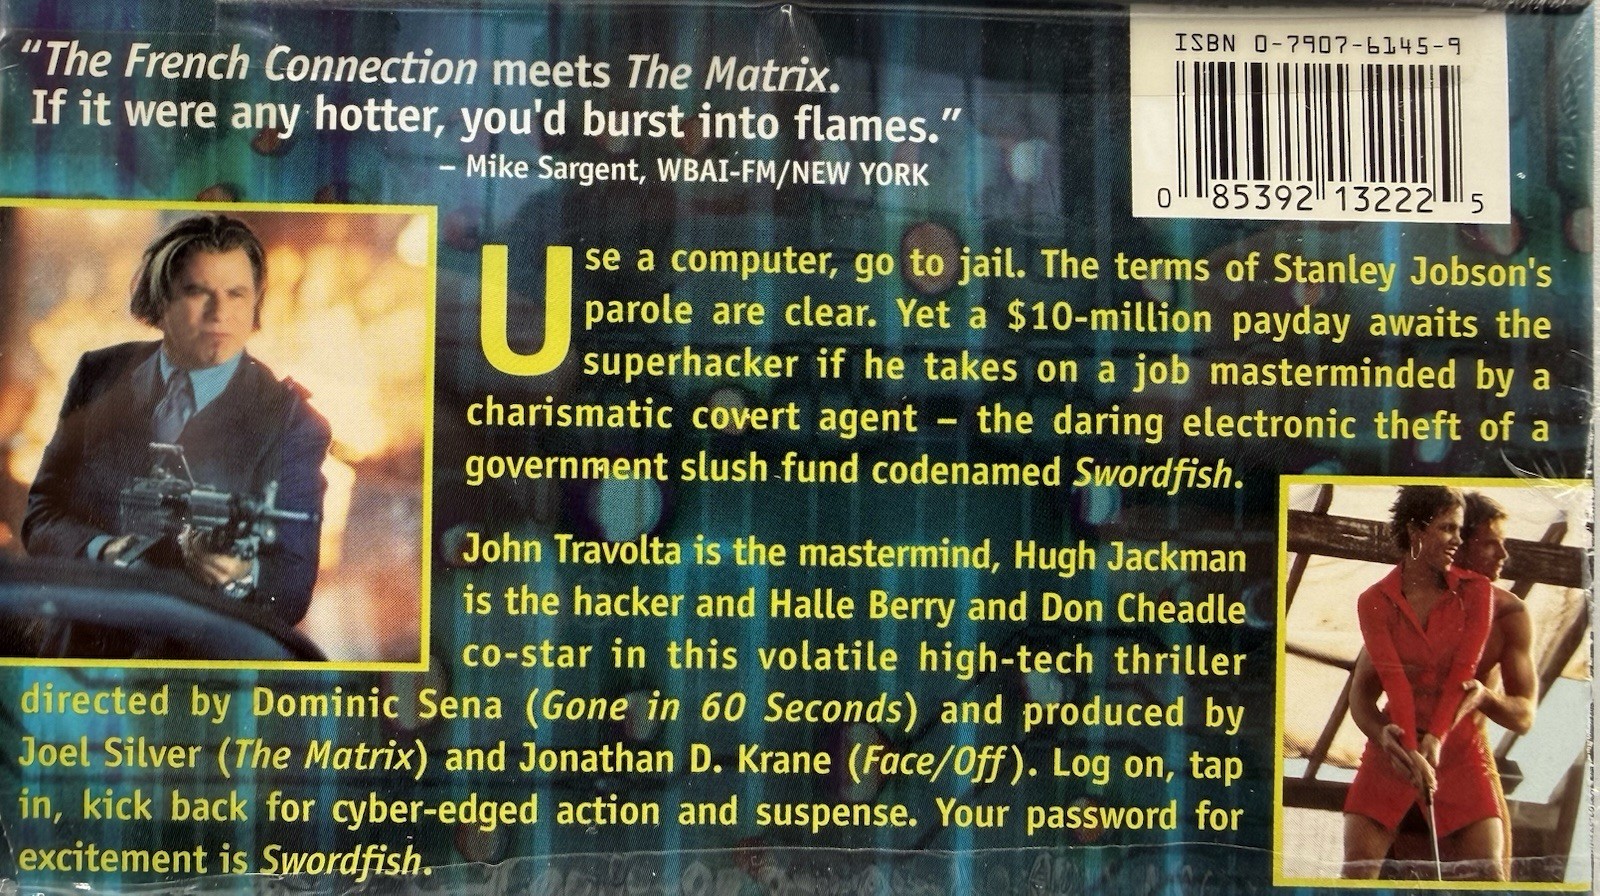 "The French Connection meets The Matrix.
If it were any hotter, you'd burst into flames."
– Mike Sargent, WBAI-FM/NEW YORK
ISBN 0-7907-6145-9
0 85392 13222 5
Use a computer, go to jail. The terms of Stanley Jobson's
parole are clear. Yet a $10-million payday awaits the
superhacker if he takes on a job masterminded by a
charismatic covert agent – the daring electronic theft of a
government slush fund codenamed Swordfish.
John Travolta is the mastermind, Hugh Jackman
is the hacker and Halle Berry and Don Cheadle
co-star in this volatile high-tech thriller
directed by Dominic Sena (Gone in 60 Seconds) and produced by
Joel Silver (The Matrix) and Jonathan D. Krane (Face/Off). Log on, tap
in, kick back for cyber-edged action and suspense. Your password for
excitement is Swordfish.